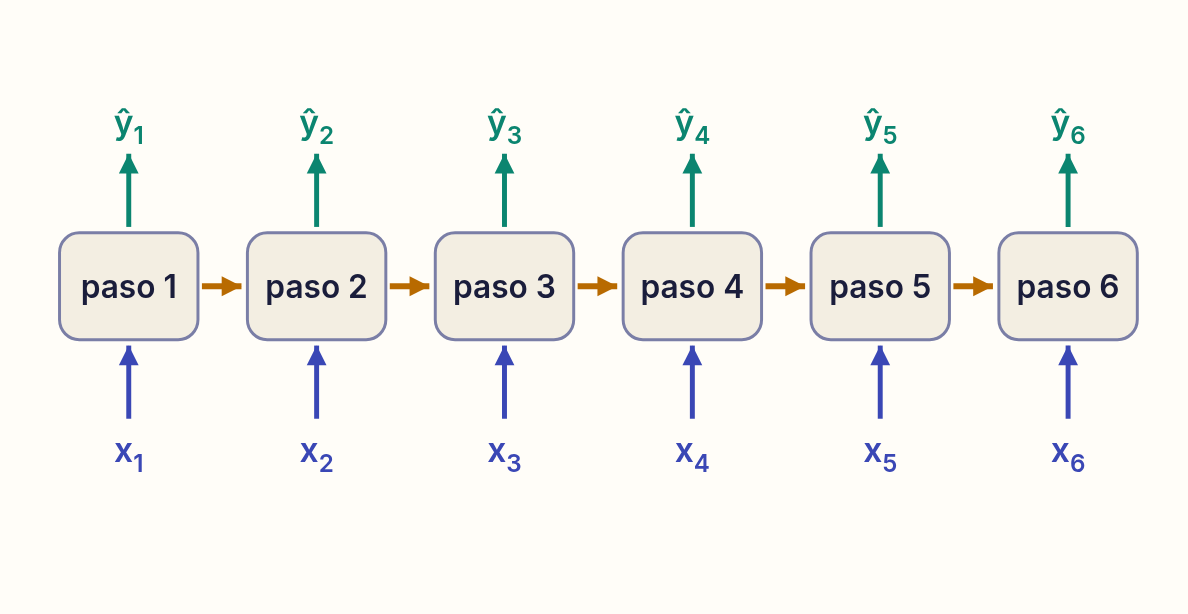 ŷ₁ ŷ₂ ŷ₃ ŷ₄ ŷ₅ ŷ₆
paso 1 paso 2 paso 3 paso 4 paso 5 paso 6
x₁ x₂ x₃ x₄ x₅ x₆